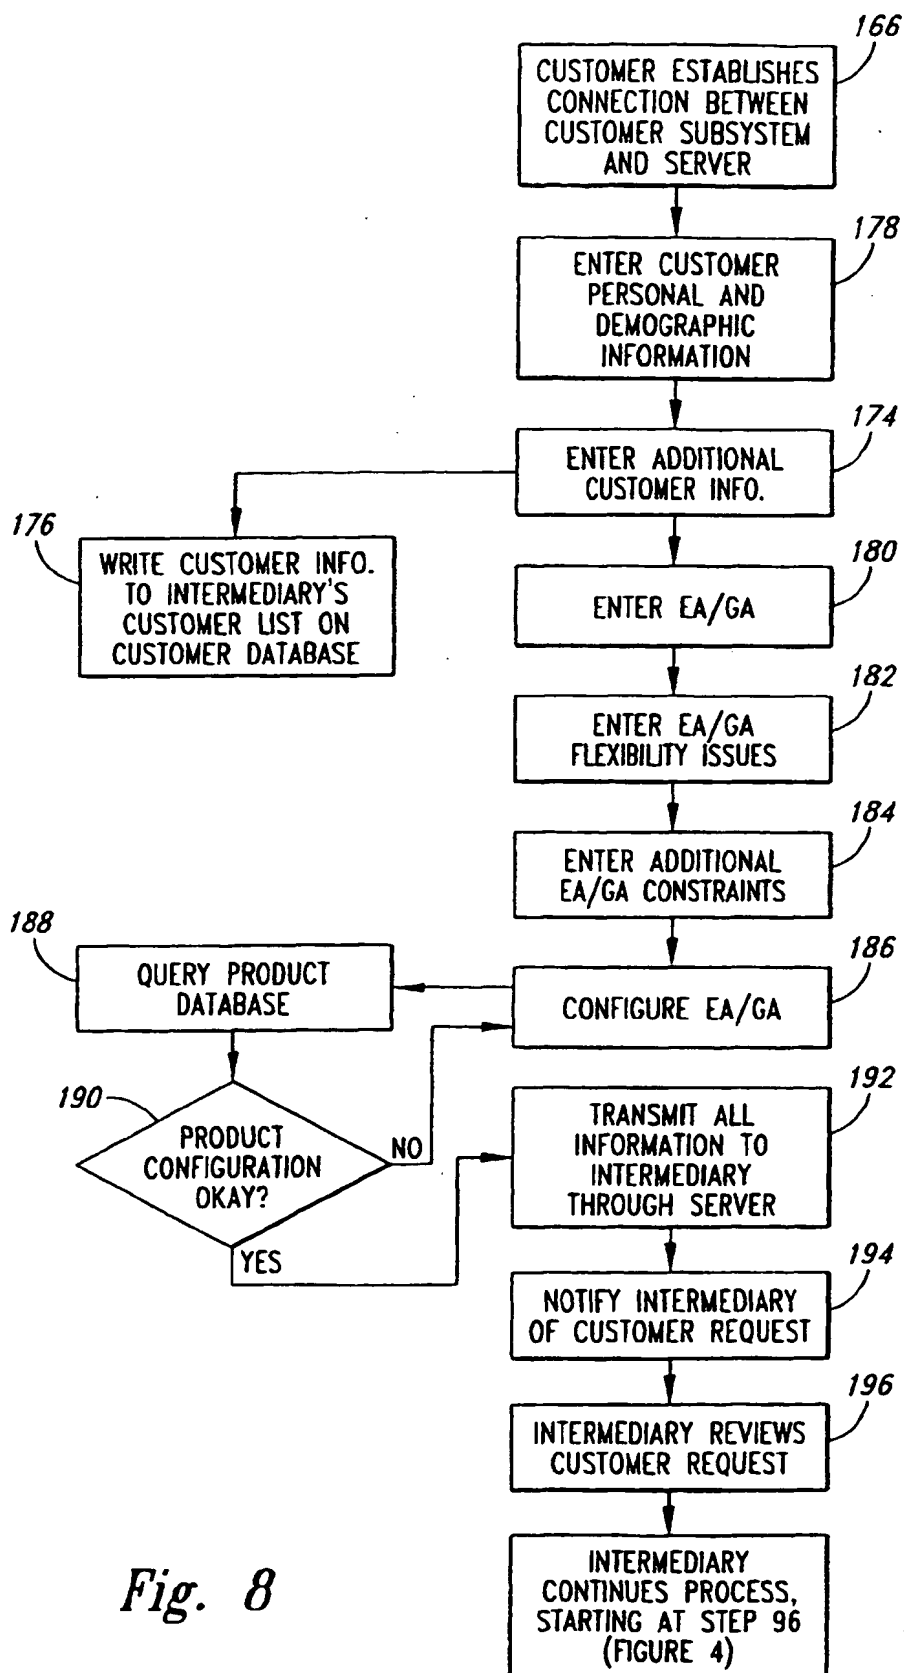 166
CUSTOMER ESTABLISHES
CONNECTION BETWEEN
CUSTOMER SUBSYSTEM
AND SERVER
178
ENTER CUSTOMER
PERSONAL AND
DEMOGRAPHIC
INFORMATION
174
ENTER ADDITIONAL
CUSTOMER INFO.
176
WRITE CUSTOMER INFO.
TO INTERMEDIARY'S
CUSTOMER LIST ON
CUSTOMER DATABASE
180
ENTER EA/GA
182
ENTER EA/GA
FLEXIBILITY ISSUES
184
ENTER ADDITIONAL
EA/GA CONSTRAINTS
186
CONFIGURE EA/GA
188
QUERY PRODUCT
DATABASE
190
PRODUCT
CONFIGURATION
OKAY?
NO
YES
192
TRANSMIT ALL
INFORMATION TO
INTERMEDIARY
THROUGH SERVER
194
NOTIFY INTERMEDIARY
OF CUSTOMER REQUEST
196
INTERMEDIARY REVIEWS
CUSTOMER REQUEST
INTERMEDIARY
CONTINUES PROCESS,
STARTING AT STEP 96
(FIGURE 4)
Fig. 8